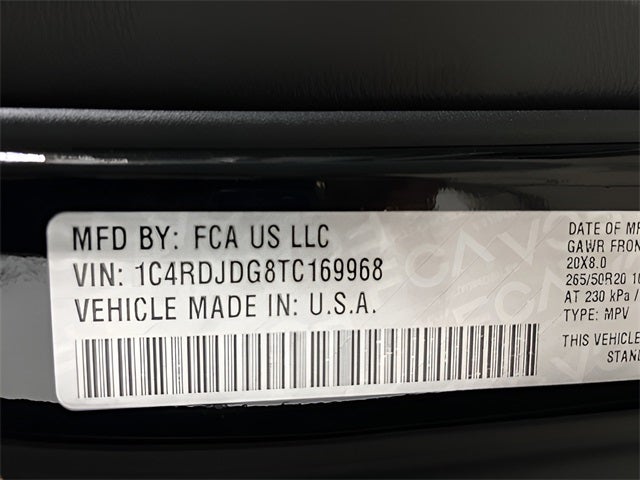 MFD BY: FCA US LLC
VIN: 1C4RDJDG8TC169968
VEHICLE MADE IN: U.S.A.
DATE OF
GAWR FRON
20X8.0
265/50R20
AT 230 kPa /
TYPE: MPV
THIS VEHICLE
STAN